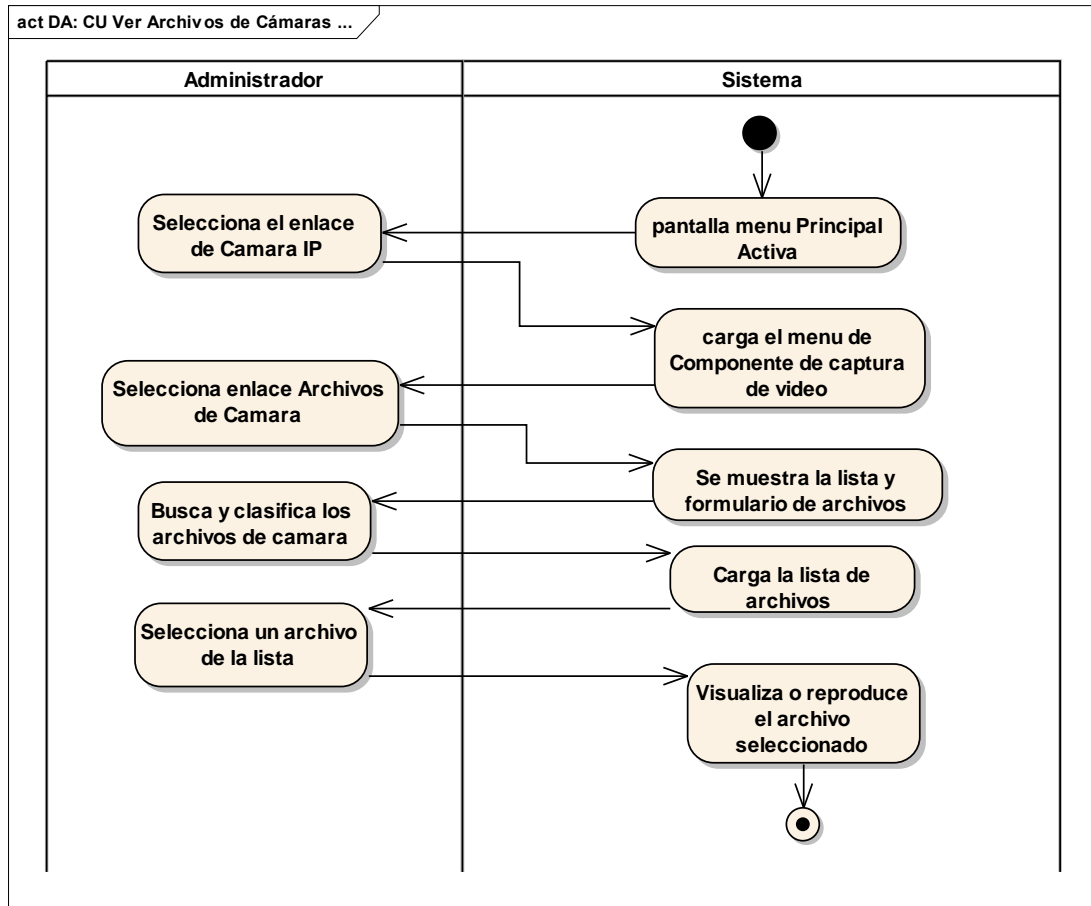 act DA: CU Ver Archivos de Cámaras ...
Administrador
Sistema
pantalla menu Principal
Activa
Selecciona el enlace
de Camara IP
carga el menu de
Componente de captura
de video
Selecciona enlace Archivos
de Camara
Se muestra la lista y
formulario de archivos
Busca y clasifica los
archivos de camara
Carga la lista de
archivos
Selecciona un archivo
de la lista
Visualiza o reproduce
el archivo
seleccionado